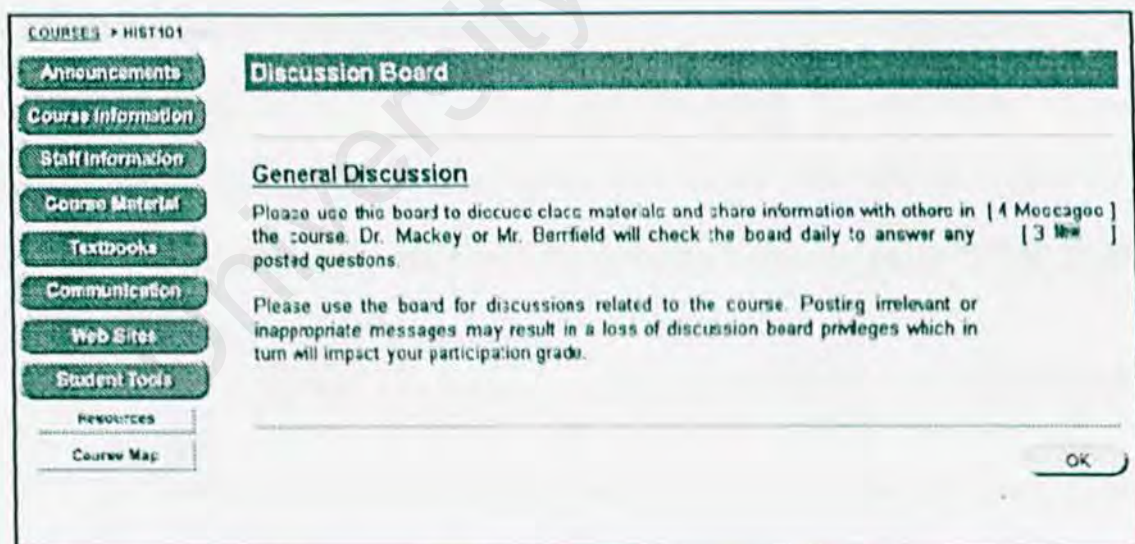 COURSES > HIST101
Announcements
Course Information
Staff Information
Course Material
Textbooks
Communication
Web Sites
Student Tools
Resources
Course Map
Discussion Board
General Discussion
Please use this board to discuss class materials and share information with others in [ 4 Messages ]
the course. Dr. Mackey or Mr. Berrfield will check the board daily to answer any [ 3 New ]
posted questions.
Please use the board for discussions related to the course. Posting irrelevant or
inappropriate messages may result in a loss of discussion board privileges which in
turn will impact your participation grade.
OK
University